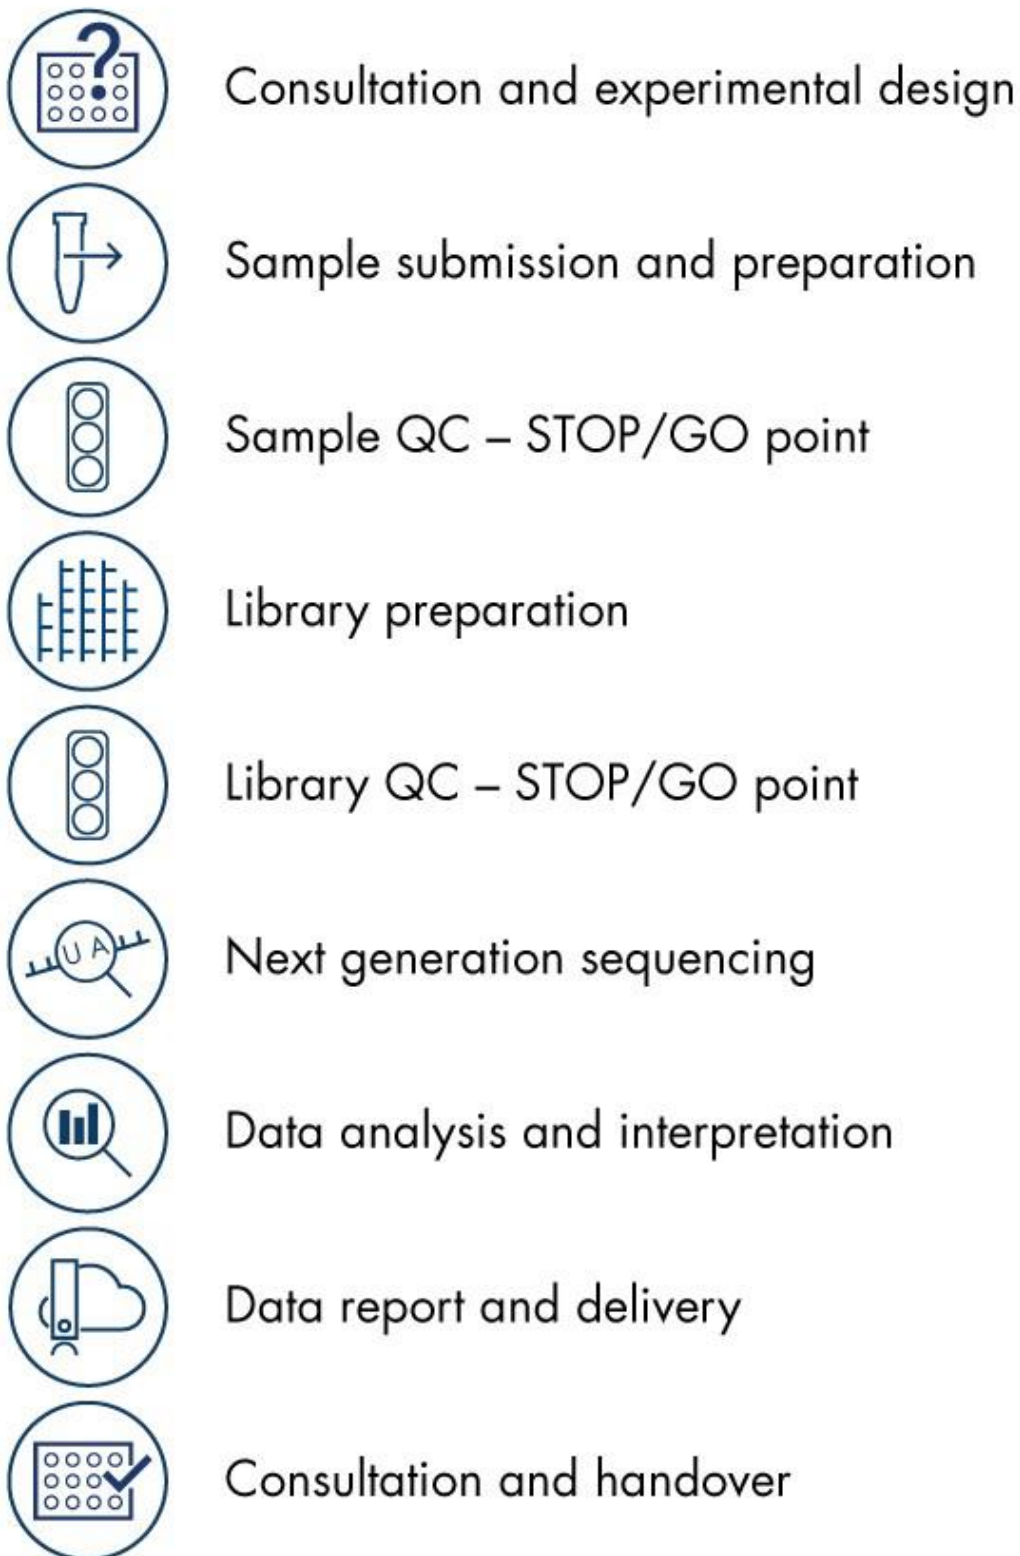 Consultation and experimental design
Sample submission and preparation
Sample QC – STOP/GO point
Library preparation
Library QC – STOP/GO point
U A
Next generation sequencing
Data analysis and interpretation
Data report and delivery
Consultation and handover